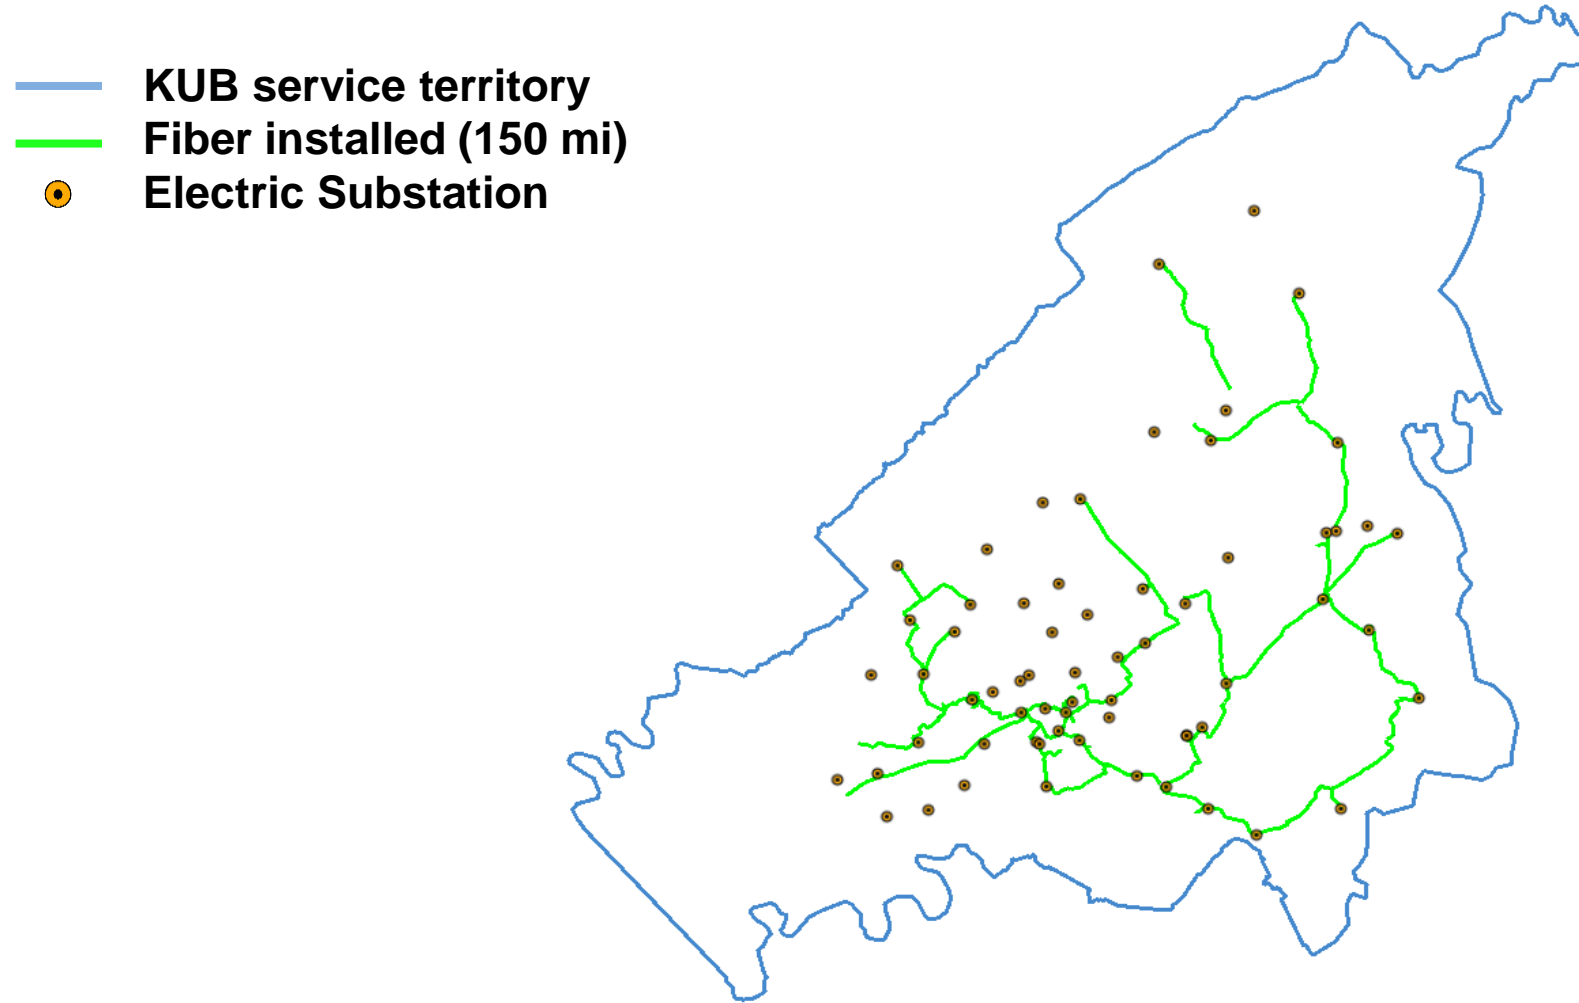 KUB service territory
Fiber installed (150 mi)
Electric Substation